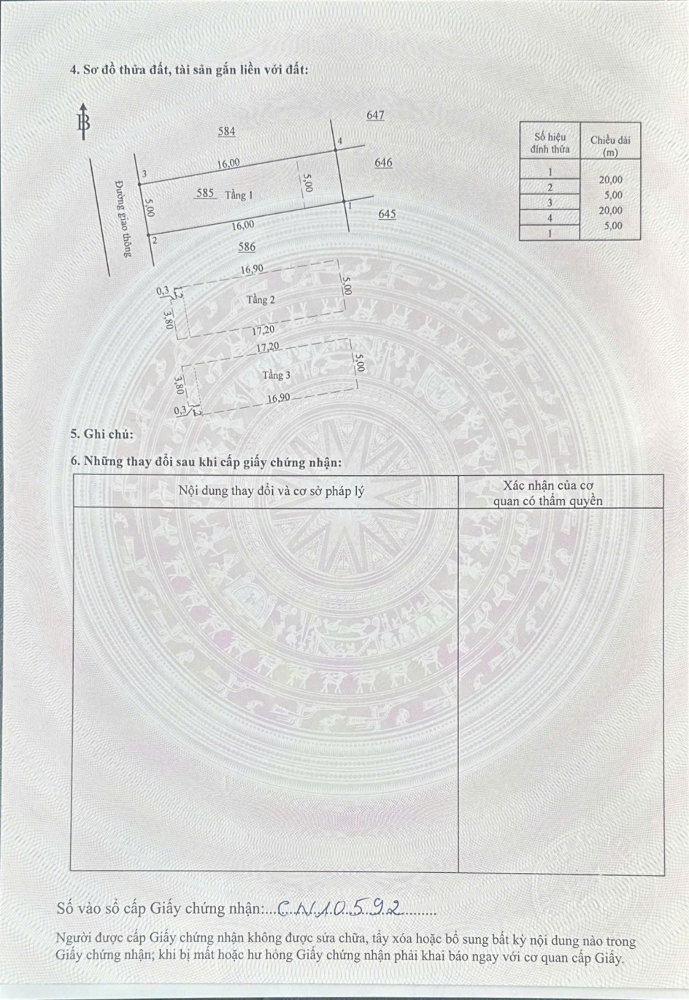 4. Sơ đồ thửa đất, tài sản gắn liền với đất:
B
584
647
4
16,00
646
3
5,00
585 Tầng 1
5,00
1
645
Đường giao thông
16,00
2
586
Số hiệu đỉnh thửa
Chiều dài (m)
1
20,00
2
5,00
3
20,00
4
5,00
1
16,90
0,3
1,2
5,00
Tầng 2
3,80
17,20
17,20
5,00
Tầng 3
3,80
16,90
0,3
1,2
5. Ghi chú:
6. Những thay đổi sau khi cấp giấy chứng nhận:
Nội dung thay đổi và cơ sở pháp lý
Xác nhận của cơ
quan có thẩm quyền
Số vào sổ cấp Giấy chứng nhận:...CN10592..........
Người được cấp Giấy chứng nhận không được sửa chữa, tẩy xóa hoặc bổ sung bất kỳ nội dung nào trong
Giấy chứng nhận; khi bị mất hoặc hư hỏng Giấy chứng nhận phải khai báo ngay với cơ quan cấp Giấy.